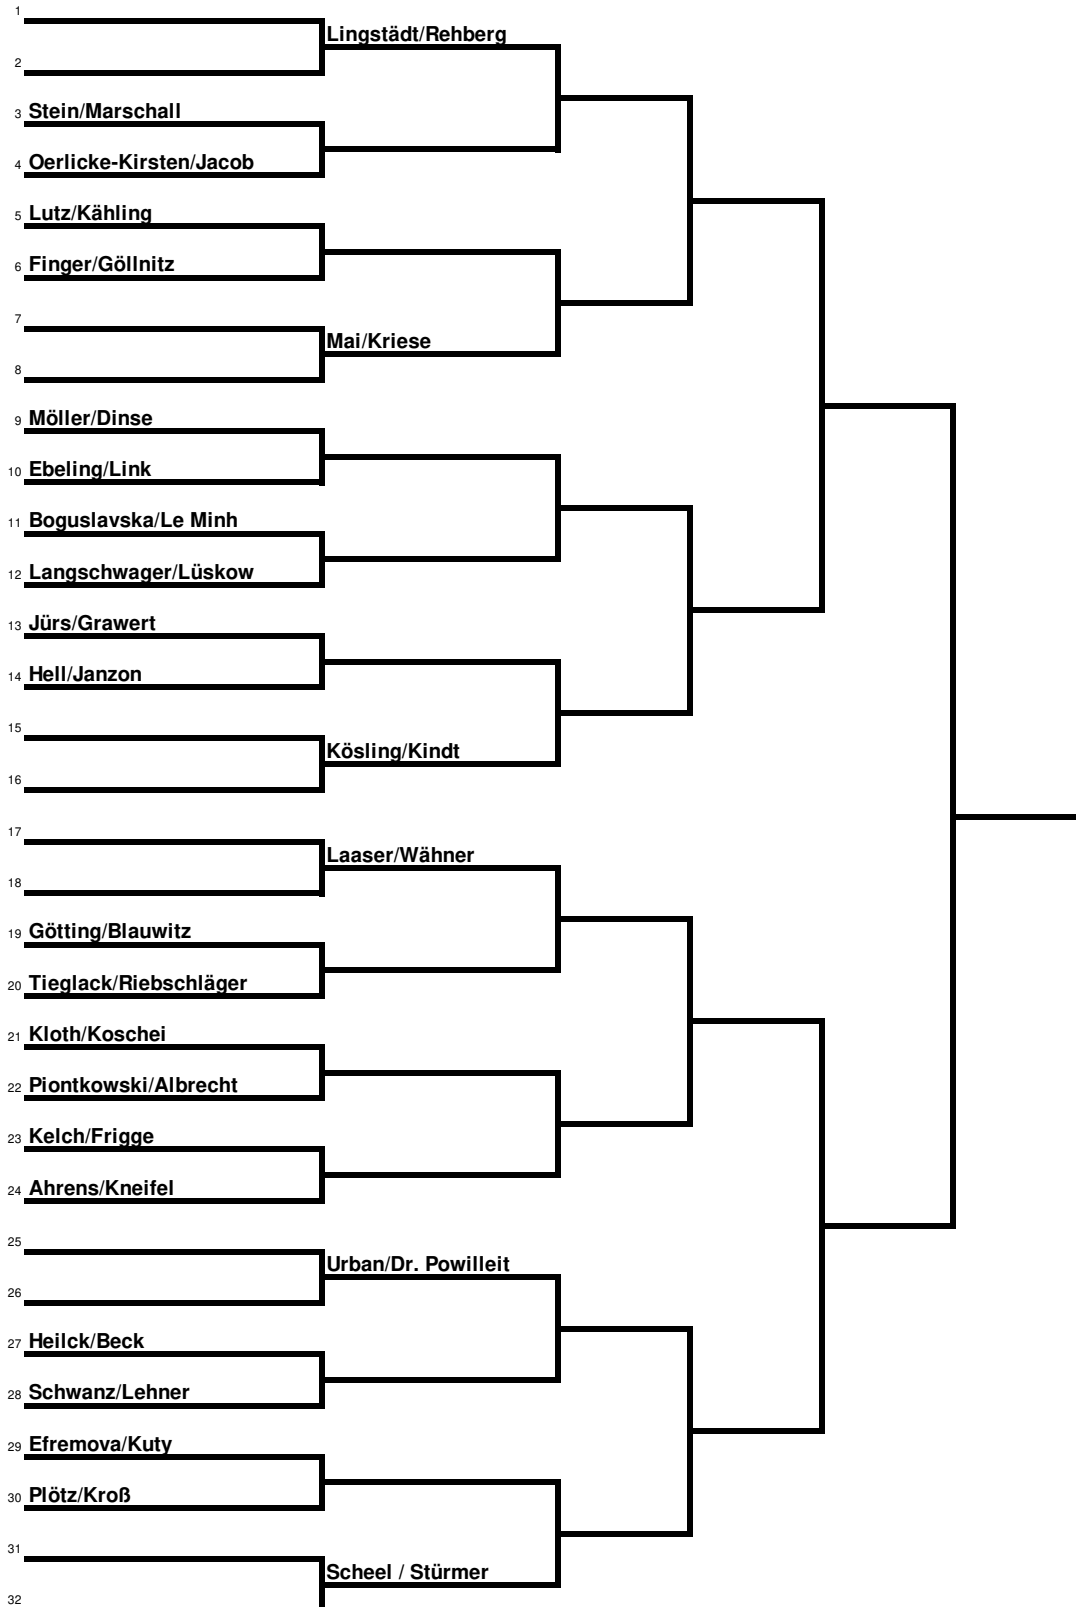 1
Lingstädt/Rehberg
2
3 Stein/Marschall
4 Oerlicke-Kirsten/Jacob
5 Lutz/Kähling
6 Finger/Göllnitz
7
Mai/Kriese
8
9 Möller/Dinse
10 Ebeling/Link
11 Boguslavska/Le Minh
12 Langschwager/Lüskow
13 Jürs/Grawert
14 Hell/Janzon
15
Kösling/Kindt
16
17
Laaser/Wähner
18
19 Götting/Blauwitz
20 Tieglack/Riebschläger
21 Kloth/Koschei
22 Piontkowski/Albrecht
23 Kelch/Frigge
24 Ahrens/Kneifel
25
Urban/Dr. Powilleit
26
27 Heilck/Beck
28 Schwanz/Lehner
29 Efremova/Kuty
30 Plötz/Kroß
31
Scheel / Stürmer
32